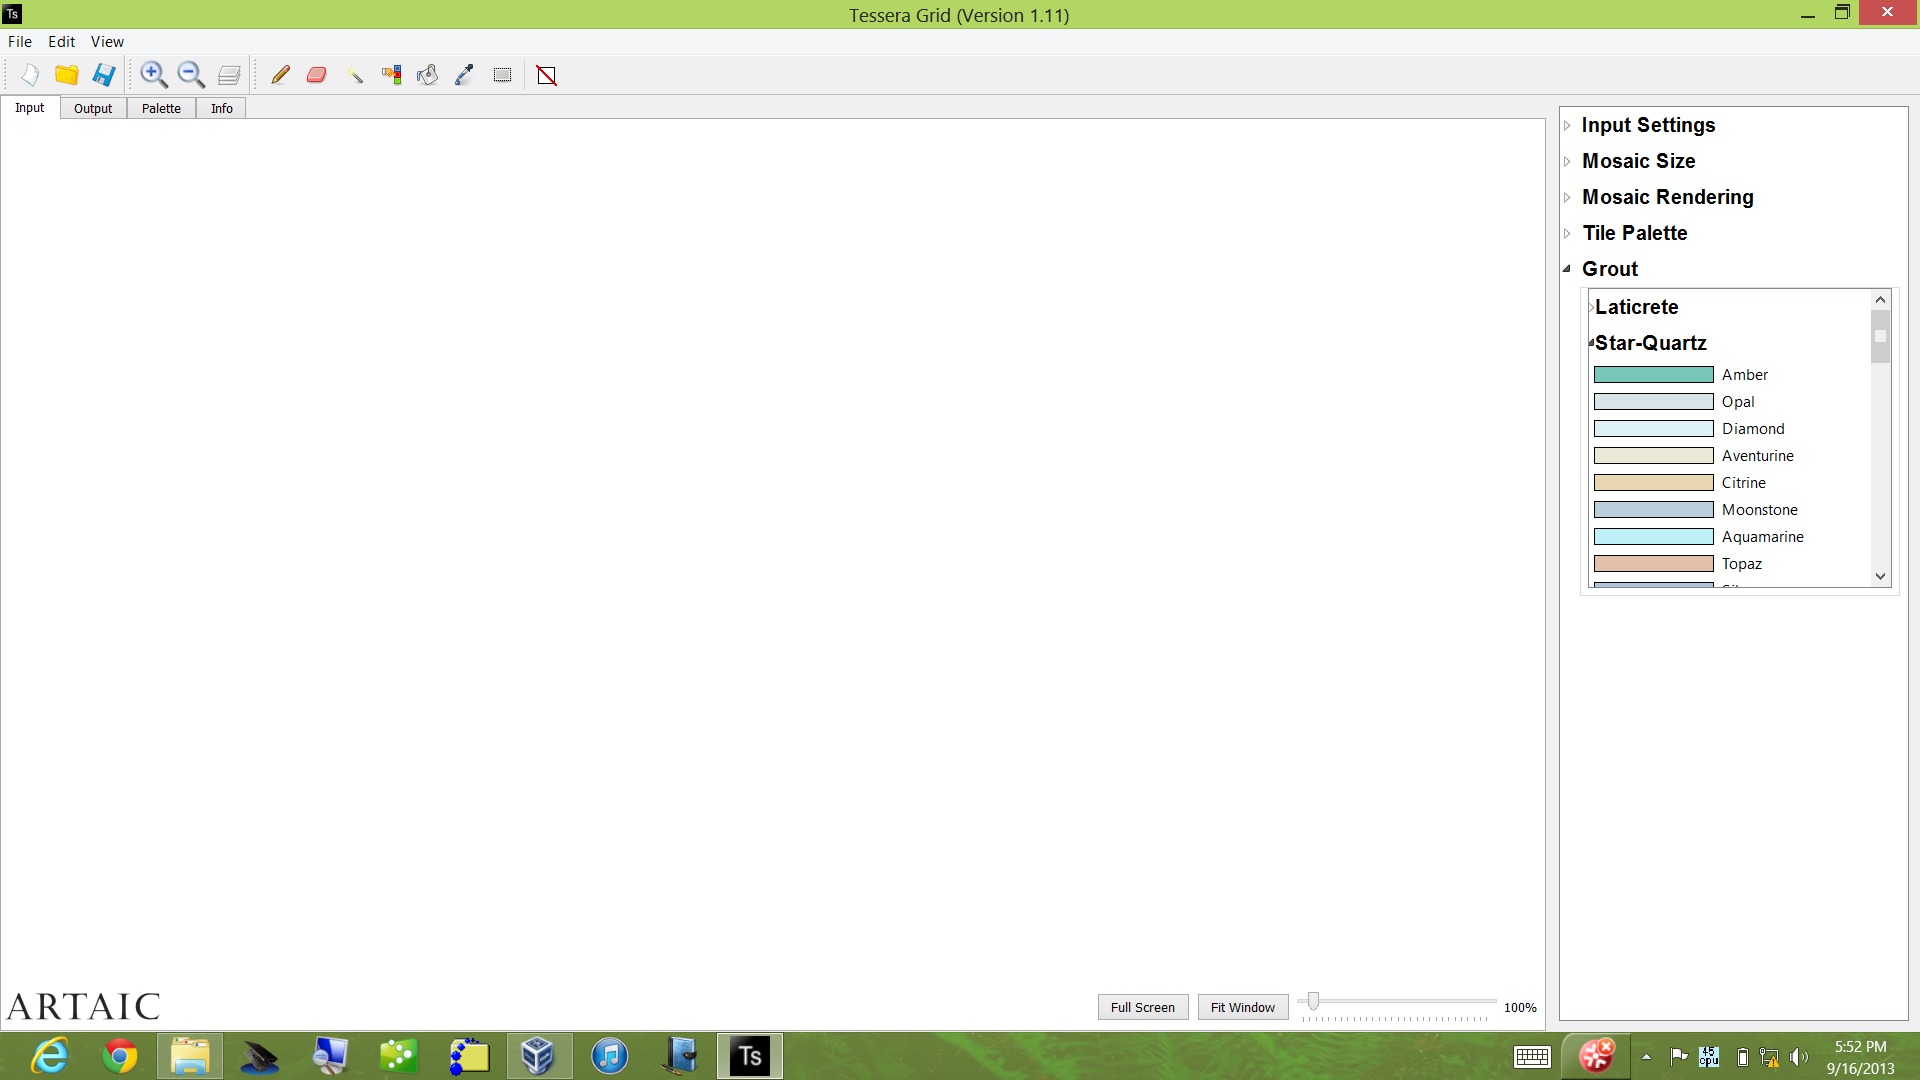 Ts Tessera Grid (Version 1.11)
File Edit View
Input Output Palette Info
Input Settings
Mosaic Size
Mosaic Rendering
Tile Palette
Grout
Laticrete
Star-Quartz
Amber
Opal
Diamond
Aventurine
Citrine
Moonstone
Aquamarine
Topaz
ARTAIC
Full Screen Fit Window 100%
Ts
45
cpu
5:52 PM
9/16/2013